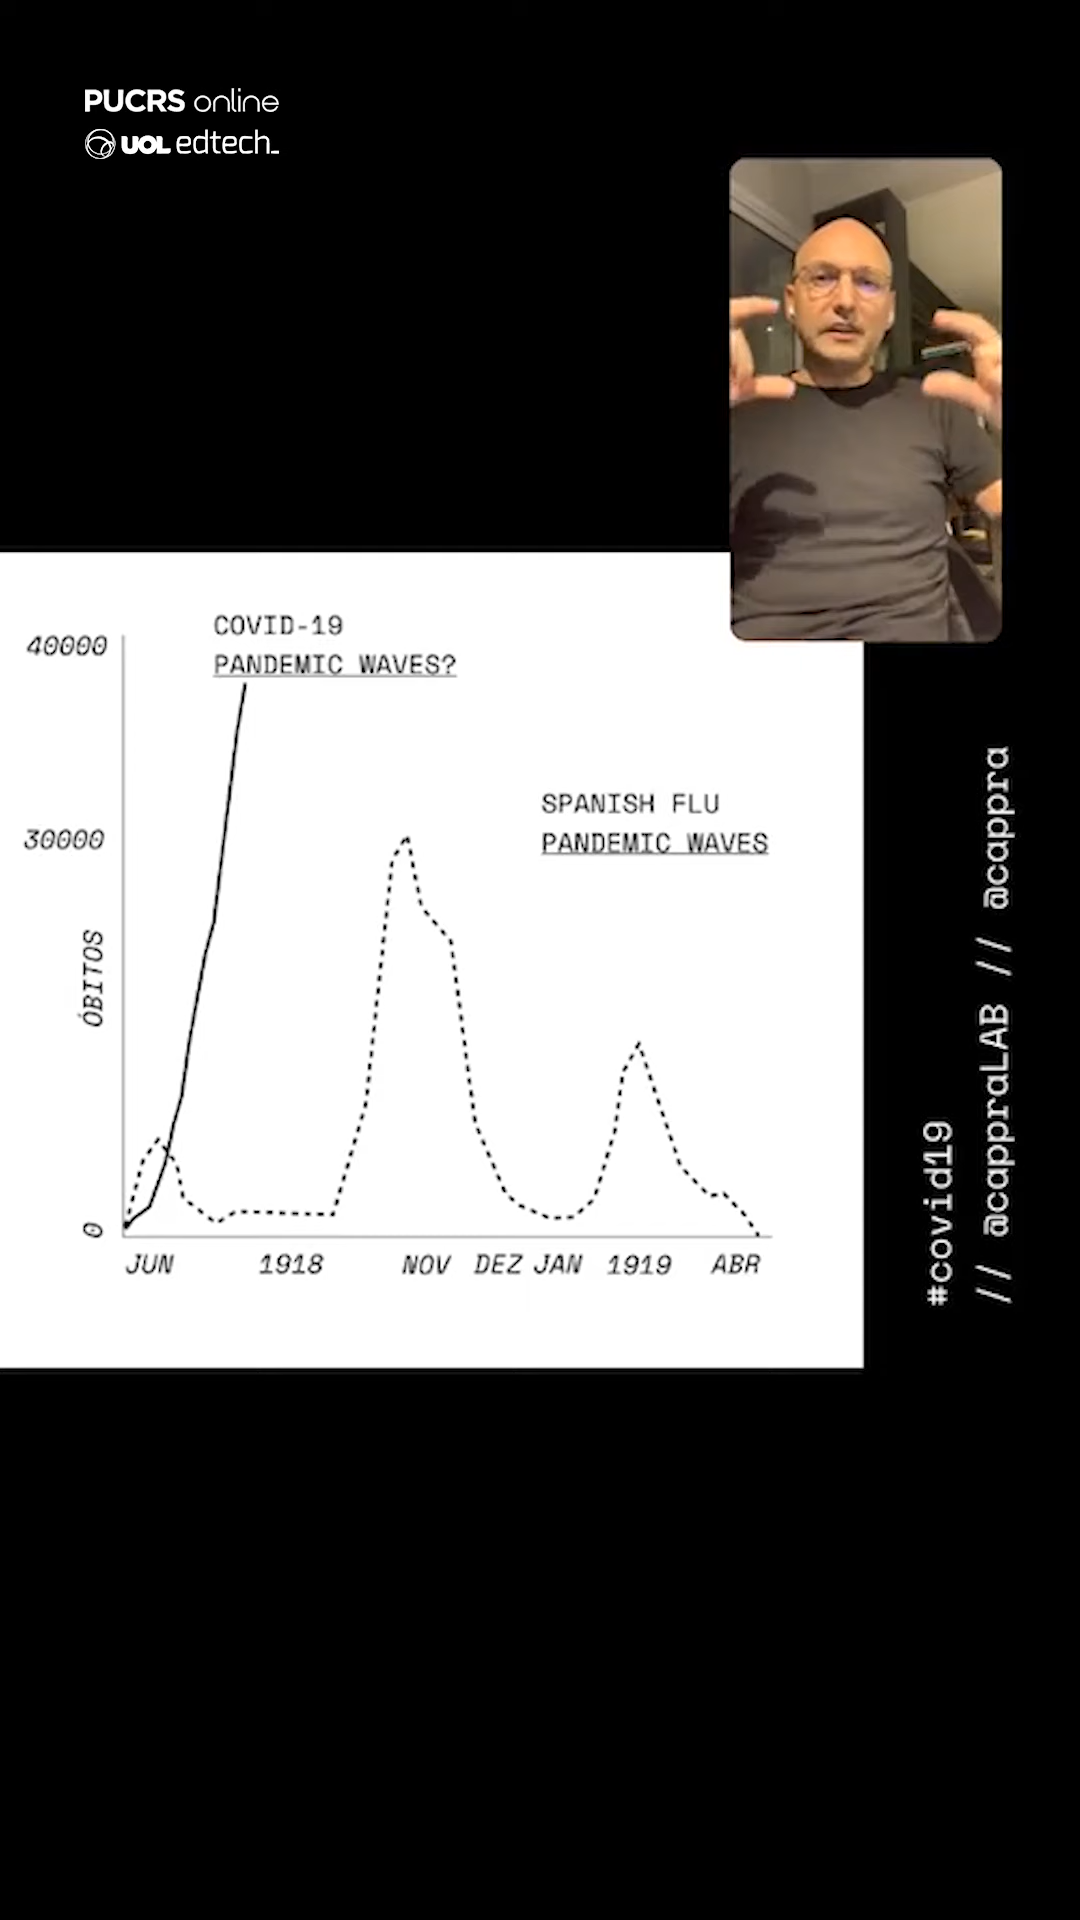 PUCRS online
UOL edtech_
COVID-19
PANDEMIC WAVES?
SPANISH FLU
PANDEMIC WAVES
40000
30000
ÓBITOS
0
JUN 1918 NOV DEZ JAN 1919 ABR
#covid19
// @cappraLAB // @cappra